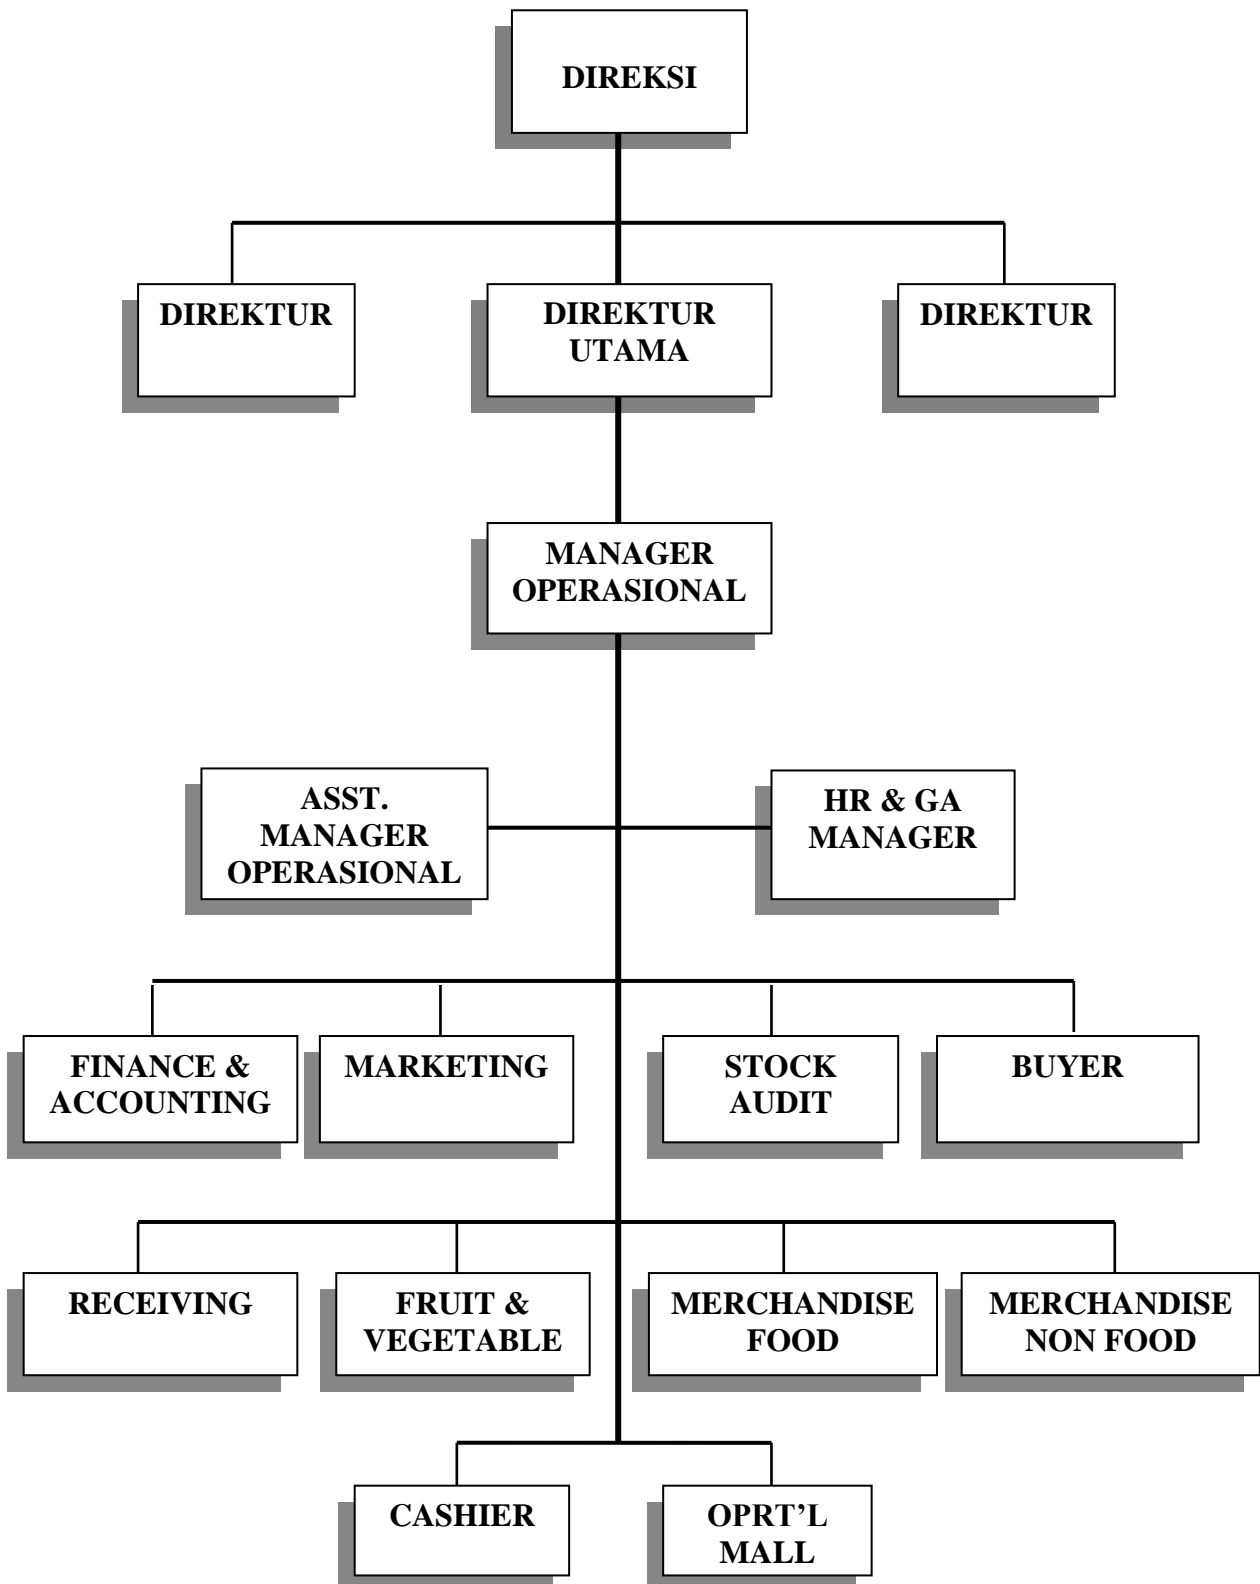 DIREKSI
DIREKTUR
DIREKTUR
UTAMA
DIREKTUR
MANAGER
OPERASIONAL
ASST.
MANAGER
OPERASIONAL
HR & GA
MANAGER
FINANCE &
ACCOUNTING
MARKETING
STOCK
AUDIT
BUYER
RECEIVING
FRUIT &
VEGETABLE
MERCHANDISE
FOOD
MERCHANDISE
NON FOOD
CASHIER
OPRT’L
MALL